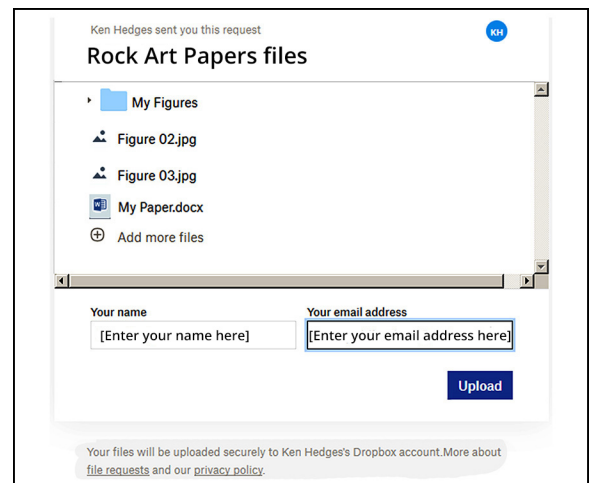 Ken Hedges sent you this request
KH
Rock Art Papers files
My Figures
Figure 02.jpg
Figure 03.jpg
My Paper.docx
Add more files
Your name
Your email address
[Enter your name here]
[Enter your email address here]
Upload
Your files will be uploaded securely to Ken Hedges's Dropbox account.More about
file requests and our privacy policy.